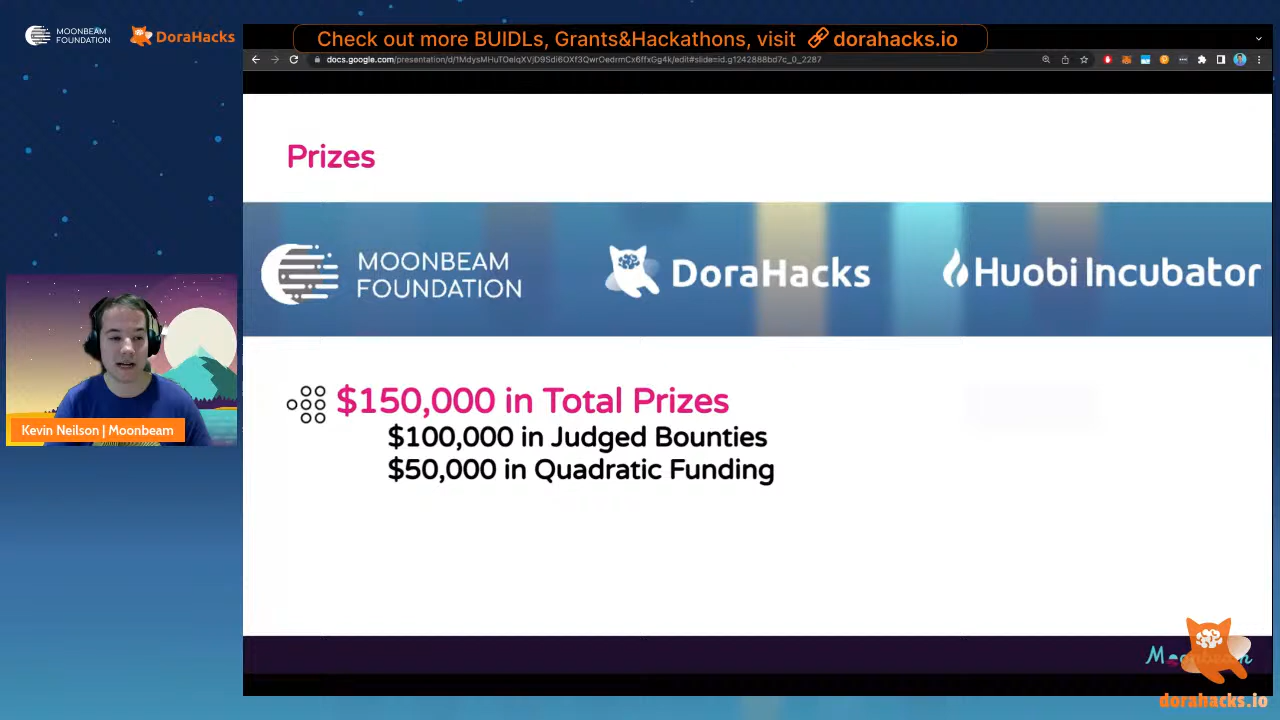 MOONBEAM
FOUNDATION
DoraHacks
Check out more BUIDLs, Grants&Hackathons, visit dorahacks.io
Prizes
MOONBEAM
FOUNDATION
DoraHacks
Huobi Incubator
$150,000 in Total Prizes
$100,000 in Judged Bounties
$50,000 in Quadratic Funding
Kevin Neilson | Moonbeam
Moonbeam
dorahacks.io